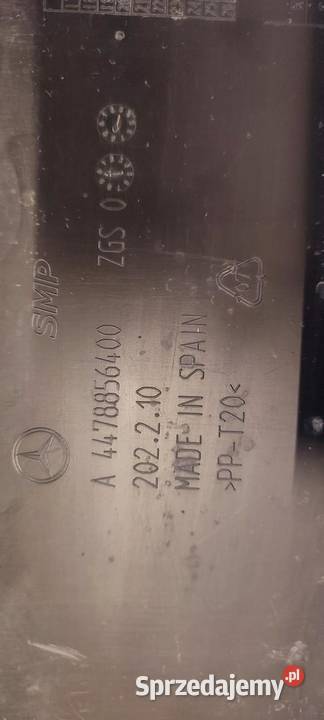 SMP
ZGS 0
A 4478856400
202.2.10
MADE IN SPAIN
>PP-T20<
Sprzedajemy.pl